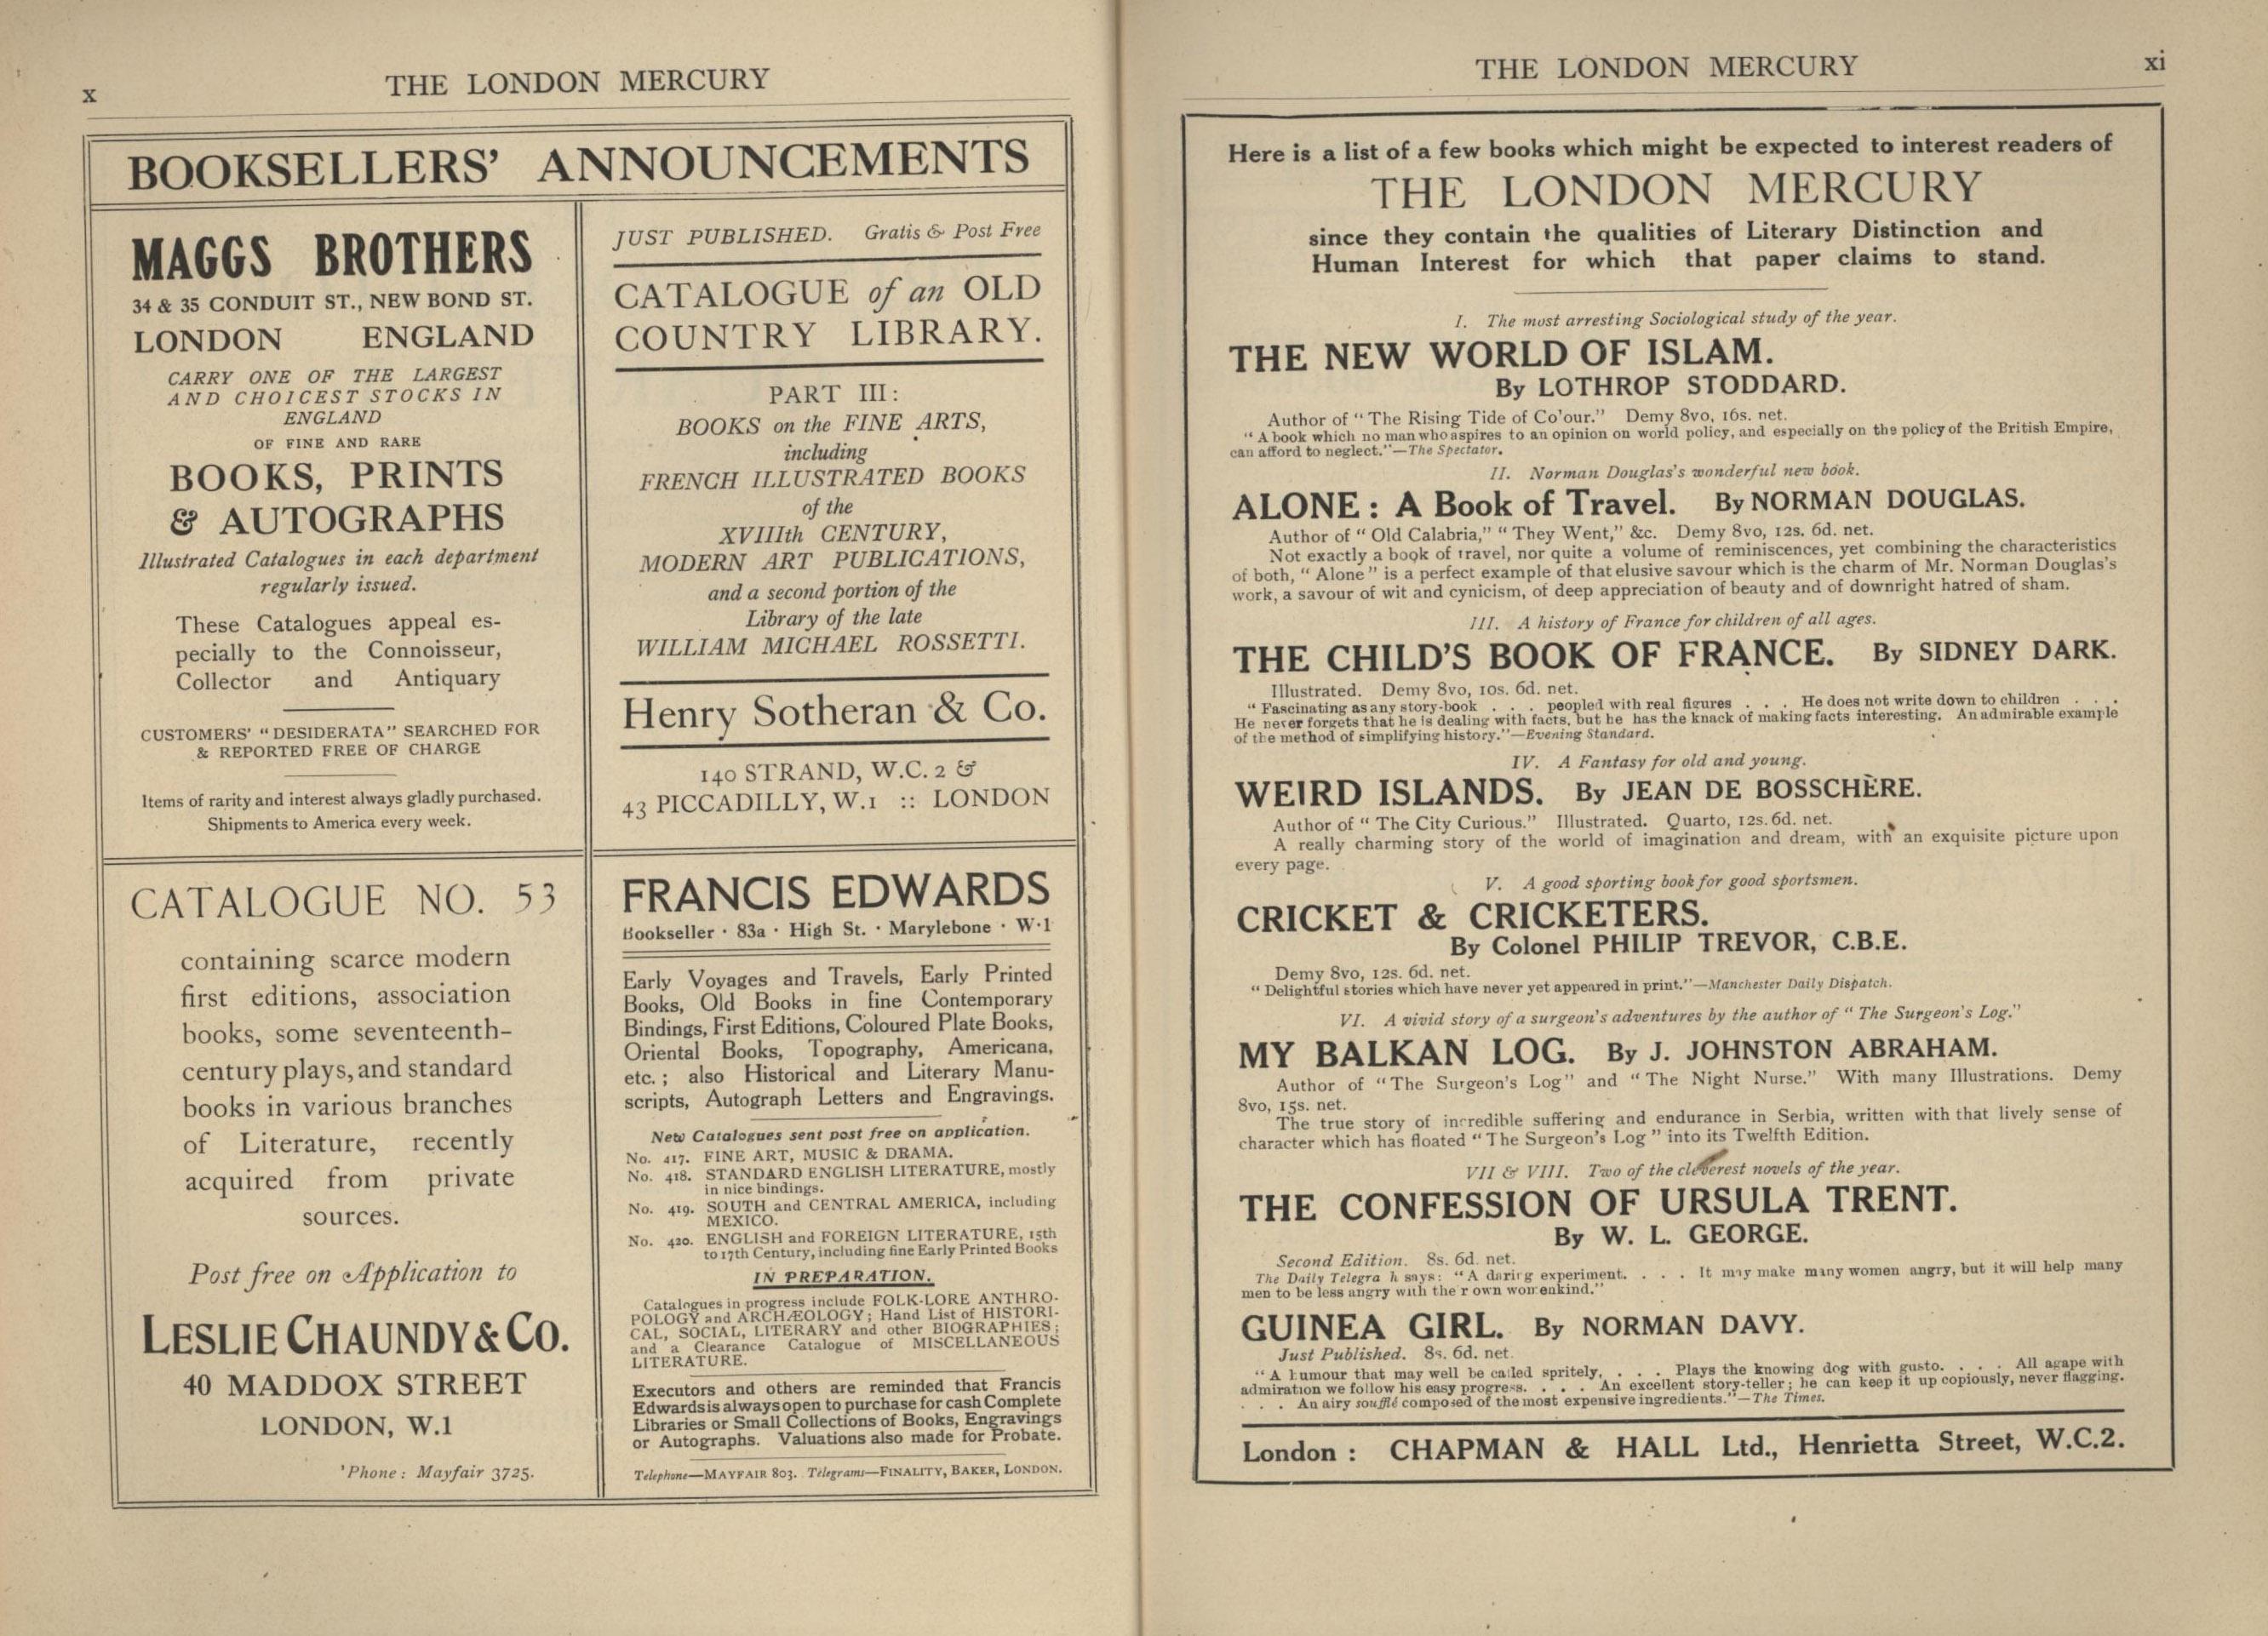 x
THE LONDON MERCURY
BOOKSELLERS' ANNOUNCEMENTS
MAGGS BROTHERS
34 & 35 CONDUIT ST., NEW BOND ST.
LONDON ENGLAND
CARRY ONE OF THE LARGEST
AND CHOICEST STOCKS IN
ENGLAND
OF FINE AND RARE
BOOKS, PRINTS
& AUTOGRAPHS
Illustrated Catalogues in each department
regularly issued.
These Catalogues appeal es-
pecially to the Connoisseur,
Collector and Antiquary
CUSTOMERS' "DESIDERATA" SEARCHED FOR
& REPORTED FREE OF CHARGE
Items of rarity and interest always gladly purchased.
Shipments to America every week.
JUST PUBLISHED. Gratis & Post Free
CATALOGUE of an OLD
COUNTRY LIBRARY.
PART III:
BOOKS on the FINE ARTS,
including
FRENCH ILLUSTRATED BOOKS
of the
XVIIIth CENTURY,
MODERN ART PUBLICATIONS,
and a second portion of the
Library of the late
WILLIAM MICHAEL ROSSETTI.
Henry Sotheran & Co.
140 STRAND, W.C. 2 &
43 PICCADILLY, W.1 :: LONDON
CATALOGUE NO. 53
containing scarce modern
first editions, association
books, some seventeenth-
century plays, and standard
books in various branches
of Literature, recently
acquired from private
sources.
Post free on Application to
LESLIE CHAUNDY & CO.
40 MADDOX STREET
LONDON, W.1
'Phone: Mayfair 3725.
FRANCIS EDWARDS
Bookseller · 83a · High St. · Marylebone · W·1
Early Voyages and Travels, Early Printed
Books, Old Books in fine Contemporary
Bindings, First Editions, Coloured Plate Books,
Oriental Books, Topography, Americana,
etc.; also Historical and Literary Manu-
scripts, Autograph Letters and Engravings.
New Catalogues sent post free on application.
No. 417. FINE ART, MUSIC & DRAMA.
No. 418. STANDARD ENGLISH LITERATURE, mostly
in nice bindings.
No. 419. SOUTH and CENTRAL AMERICA, including
MEXICO.
No. 420. ENGLISH and FOREIGN LITERATURE, 15th
to 17th Century, including fine Early Printed Books
IN PREPARATION.
Catalogues in progress include FOLK-LORE ANTHRO-
POLOGY and ARCHÆOLOGY; Hand List of HISTORI-
CAL, SOCIAL, LITERARY and other BIOGRAPHIES;
and a Clearance Catalogue of MISCELLANEOUS
LITERATURE.
Executors and others are reminded that Francis
Edwards is always open to purchase for cash Complete
Libraries or Small Collections of Books, Engravings
or Autographs. Valuations also made for Probate.
Telephone—MAYFAIR 803. Telegrams—FINALITY, BAKER, LONDON.
THE LONDON MERCURY
xi
Here is a list of a few books which might be expected to interest readers of
THE LONDON MERCURY
since they contain the qualities of Literary Distinction and
Human Interest for which that paper claims to stand.
I. The most arresting Sociological study of the year.
THE NEW WORLD OF ISLAM.
By LOTHROP STODDARD.
Author of "The Rising Tide of Co'our." Demy 8vo, 16s. net.
"A book which no man who aspires to an opinion on world policy, and especially on the policy of the British Empire,
can afford to neglect."—The Spectator.
II. Norman Douglas's wonderful new book.
ALONE: A Book of Travel. By NORMAN DOUGLAS.
Author of "Old Calabria," "They Went," &c. Demy 8vo, 12s. 6d. net.
Not exactly a book of travel, nor quite a volume of reminiscences, yet combining the characteristics
of both, "Alone" is a perfect example of that elusive savour which is the charm of Mr. Norman Douglas's
work, a savour of wit and cynicism, of deep appreciation of beauty and of downright hatred of sham.
III. A history of France for children of all ages.
THE CHILD'S BOOK OF FRANCE. By SIDNEY DARK.
Illustrated. Demy 8vo, 10s. 6d. net.
"Fascinating as any story-book . . . peopled with real figures . . . He does not write down to children . . .
He never forgets that he is dealing with facts, but he has the knack of making facts interesting. An admirable example
of the method of simplifying history."—Evening Standard.
IV. A Fantasy for old and young.
WEIRD ISLANDS. By JEAN DE BOSSCHÈRE.
Author of "The City Curious." Illustrated. Quarto, 12s. 6d. net.
A really charming story of the world of imagination and dream, with an exquisite picture upon
every page.
V. A good sporting book for good sportsmen.
CRICKET & CRICKETERS.
By Colonel PHILIP TREVOR, C.B.E.
Demy 8vo, 12s. 6d. net.
"Delightful stories which have never yet appeared in print."—Manchester Daily Dispatch.
VI. A vivid story of a surgeon's adventures by the author of "The Surgeon's Log."
MY BALKAN LOG. By J. JOHNSTON ABRAHAM.
Author of "The Surgeon's Log" and "The Night Nurse." With many Illustrations. Demy
8vo, 15s. net.
The true story of incredible suffering and endurance in Serbia, written with that lively sense of
character which has floated "The Surgeon's Log" into its Twelfth Edition.
VII & VIII. Two of the cleverest novels of the year.
THE CONFESSION OF URSULA TRENT.
By W. L. GEORGE.
Second Edition. 8s. 6d. net.
The Daily Telegra h says: "A daring experiment. . . . It may make many women angry, but it will help many
men to be less angry with the r own womenkind."
GUINEA GIRL. By NORMAN DAVY.
Just Published. 8s. 6d. net.
"A humour that may well be called spritely, . . . Plays the knowing dog with gusto. . . . All agape with
admiration we follow his easy progress. . . . An excellent story-teller; he can keep it up copiously, never flagging.
. . . An airy soufflé composed of the most expensive ingredients."—The Times.
London: CHAPMAN & HALL Ltd., Henrietta Street, W.C.2.